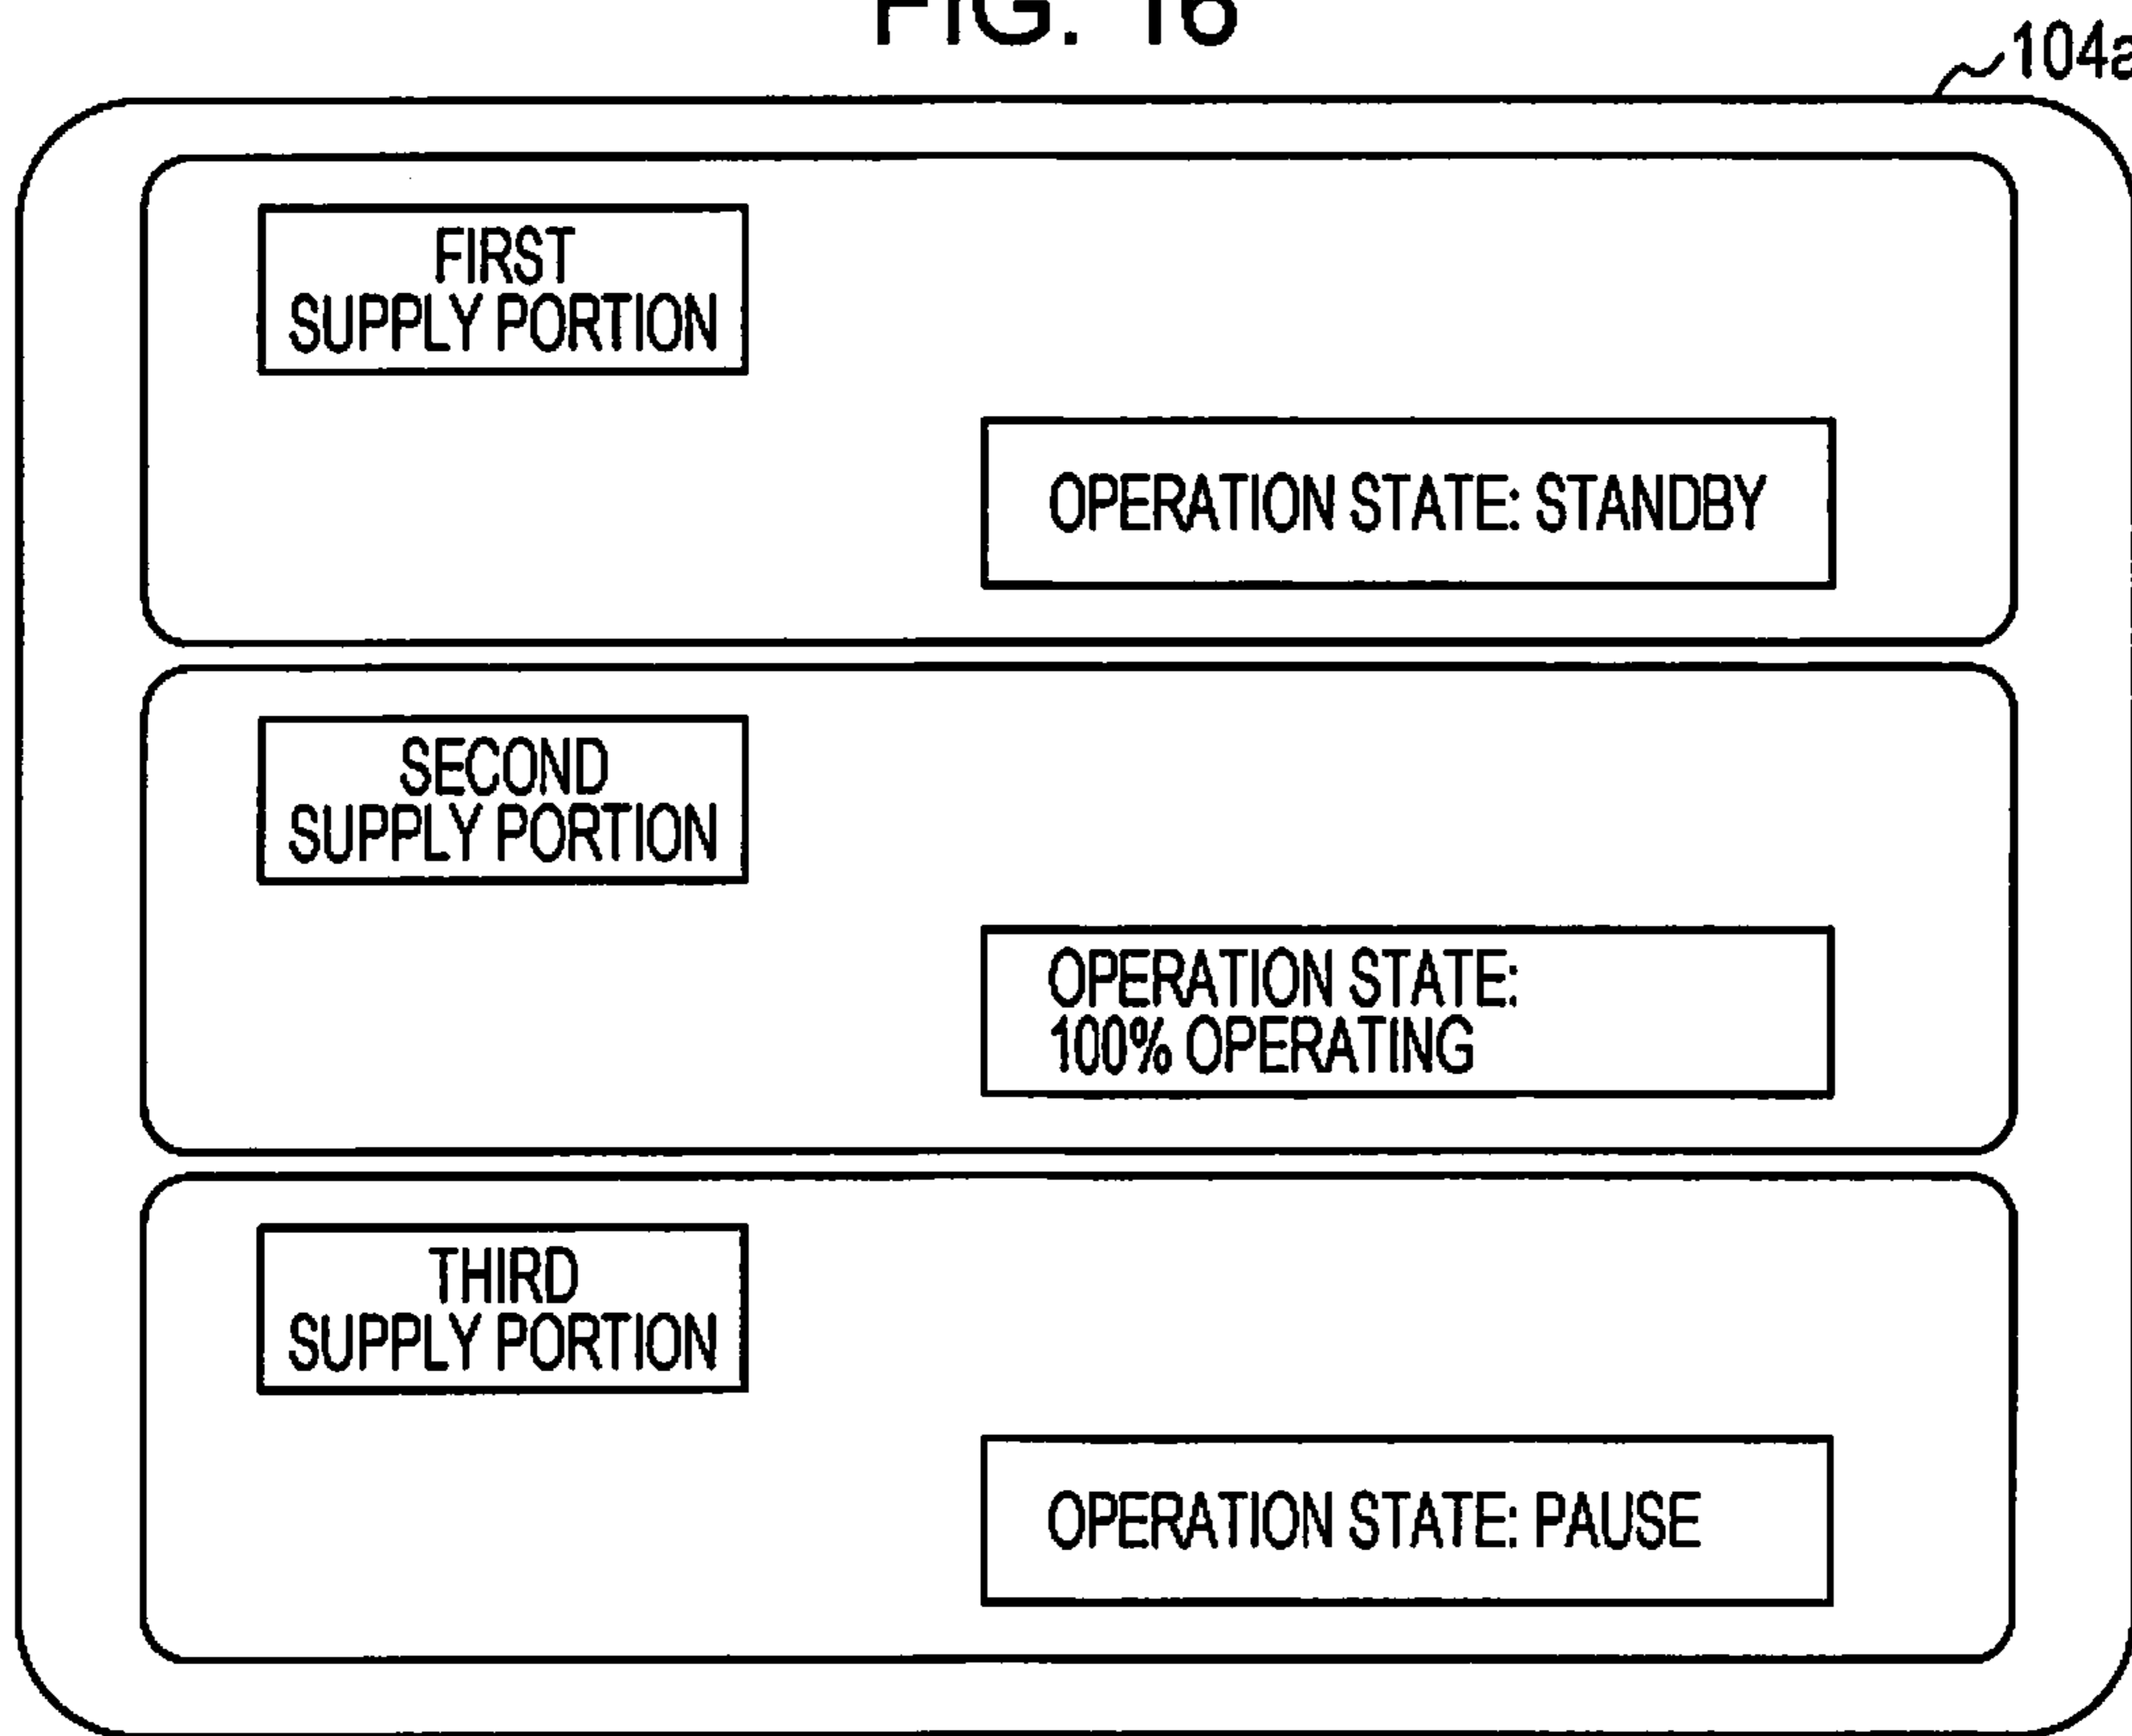 FIG. 16
104a
FIRST
SUPPLY PORTION
OPERATION STATE: STANDBY
SECOND
SUPPLY PORTION
OPERATION STATE:
100% OPERATING
THIRD
SUPPLY PORTION
OPERATION STATE: PAUSE